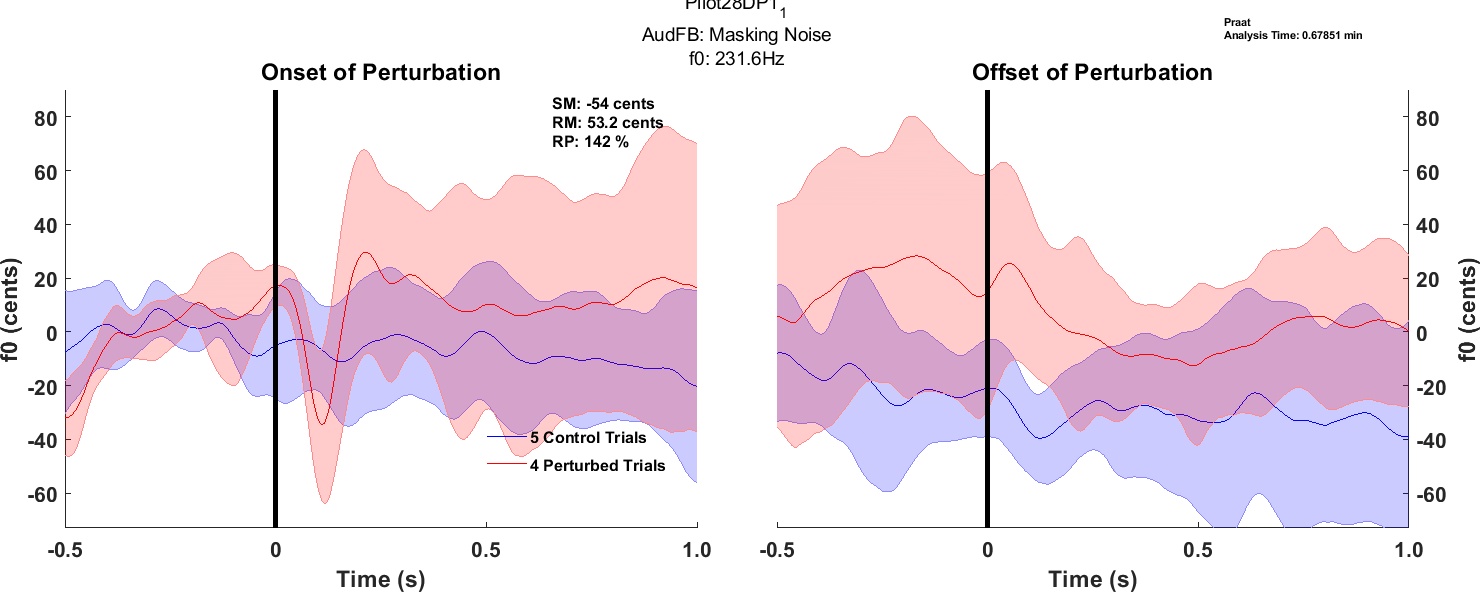 Pilot28DPT1
AudFB: Masking Noise
f0: 231.6Hz
Praat
Analysis Time: 0.67851 min
Onset of Perturbation
SM: -54 cents
RM: 53.2 cents
RP: 142 %
80
60
40
20
0
-20
-40
-60
f0 (cents)
5 Control Trials
4 Perturbed Trials
-0.5
0
0.5
1.0
Time (s)
Offset of Perturbation
80
60
40
20
0
-20
-40
-60
f0 (cents)
-0.5
0
0.5
1.0
Time (s)